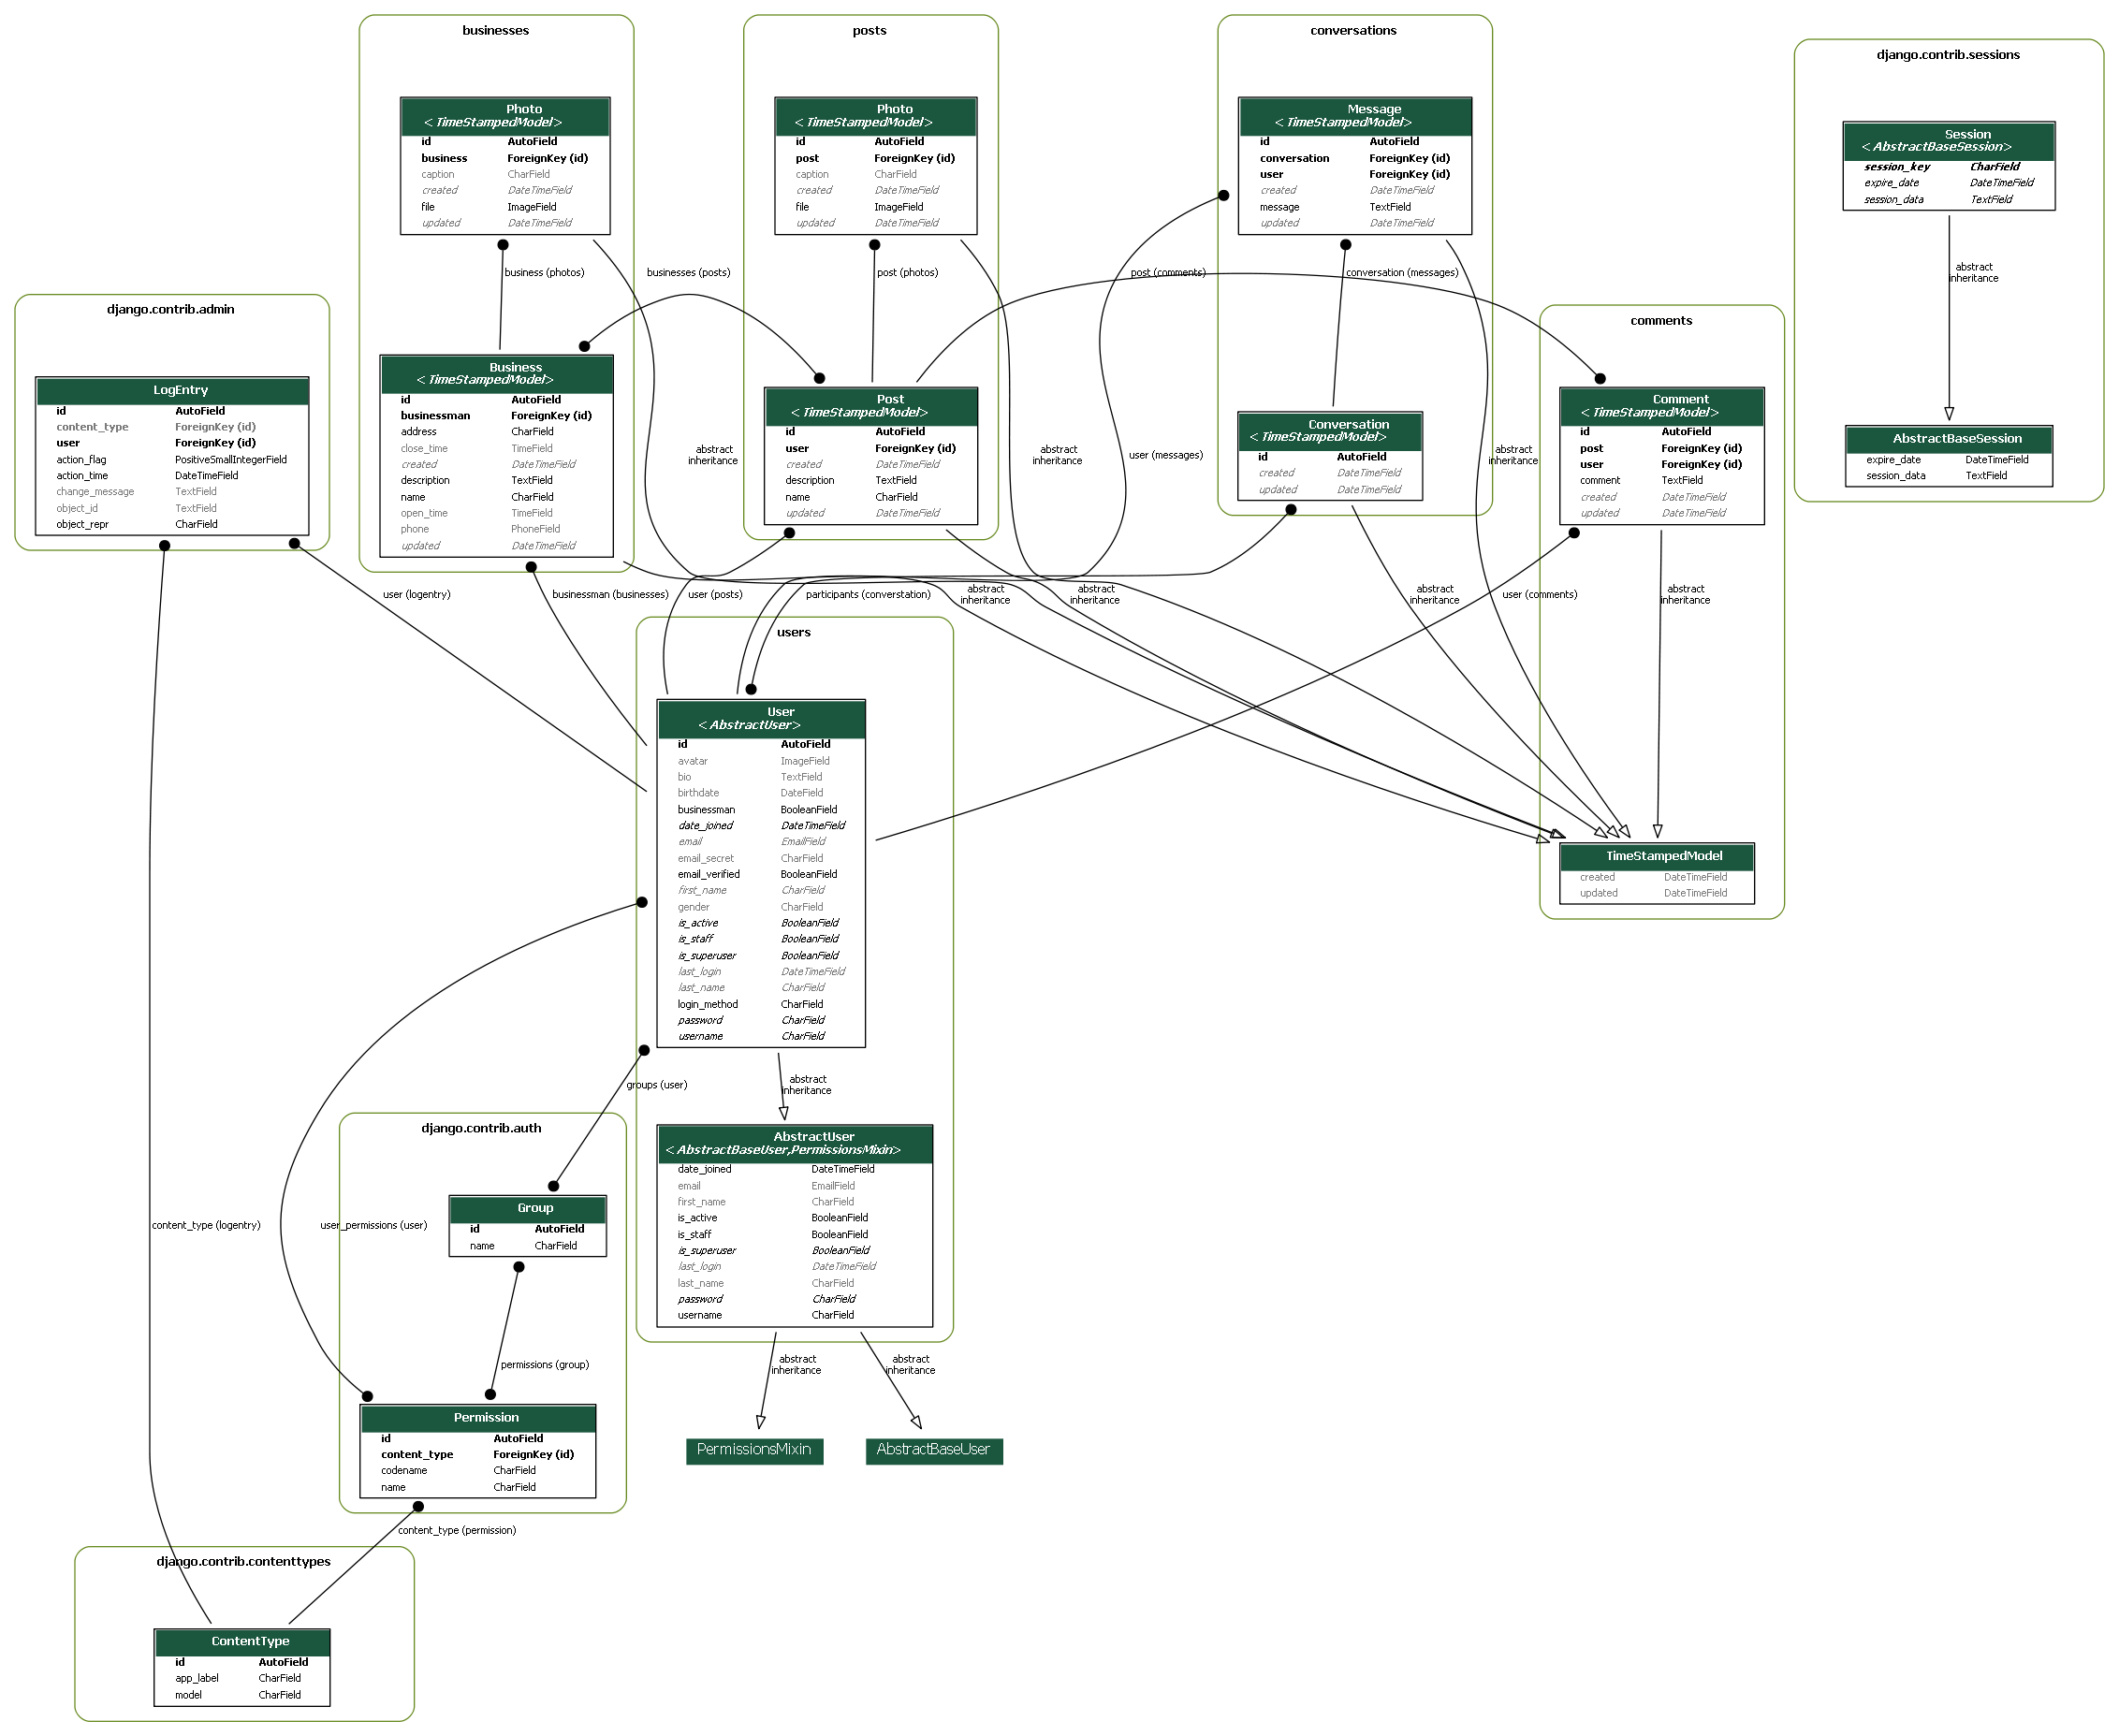 businesses
Photo
<TimeStampedModel>
id AutoField
business ForeignKey (id)
caption CharField
created DateTimeField
file ImageField
updated DateTimeField
business (photos)
Business
<TimeStampedModel>
id AutoField
businessman ForeignKey (id)
address CharField
close_time TimeField
created DateTimeField
description TextField
name CharField
open_time TimeField
phone PhoneField
updated DateTimeField
posts
Photo
<TimeStampedModel>
id AutoField
post ForeignKey (id)
caption CharField
created DateTimeField
file ImageField
updated DateTimeField
businesses (posts)
post (photos)
Post
<TimeStampedModel>
id AutoField
user ForeignKey (id)
created DateTimeField
description TextField
name CharField
updated DateTimeField
conversations
Message
<TimeStampedModel>
id AutoField
conversation ForeignKey (id)
user ForeignKey (id)
created DateTimeField
message TextField
updated DateTimeField
post (comments)
conversation (messages)
Conversation
<TimeStampedModel>
id AutoField
created DateTimeField
updated DateTimeField
django.contrib.sessions
Session
<AbstractBaseSession>
session_key CharField
expire_date DateTimeField
session_data TextField
abstract
inheritance
AbstractBaseSession
expire_date DateTimeField
session_data TextField
django.contrib.admin
LogEntry
id AutoField
content_type ForeignKey (id)
user ForeignKey (id)
action_flag PositiveSmallIntegerField
action_time DateTimeField
change_message TextField
object_id TextField
object_repr CharField
comments
Comment
<TimeStampedModel>
id AutoField
post ForeignKey (id)
user ForeignKey (id)
comment TextField
created DateTimeField
updated DateTimeField
abstract
inheritance
abstract
inheritance
user (messages)
abstract
inheritance
user (logentry)
businessman (businesses)
user (posts)
participants (converstation)
abstract
inheritance
abstract
inheritance
abstract
inheritance
user (comments)
abstract
inheritance
TimeStampedModel
created DateTimeField
updated DateTimeField
users
User
<AbstractUser>
id AutoField
avatar ImageField
bio TextField
birthdate DateField
businessman BooleanField
date_joined DateTimeField
email EmailField
email_secret CharField
email_verified BooleanField
first_name CharField
gender CharField
is_active BooleanField
is_staff BooleanField
is_superuser BooleanField
last_login DateTimeField
last_name CharField
login_method CharField
password CharField
username CharField
groups (user)
abstract
inheritance
AbstractUser
<AbstractBaseUser,PermissionsMixin>
date_joined DateTimeField
email EmailField
first_name CharField
is_active BooleanField
is_staff BooleanField
is_superuser BooleanField
last_login DateTimeField
last_name CharField
password CharField
username CharField
abstract
inheritance
abstract
inheritance
PermissionsMixin
AbstractBaseUser
django.contrib.auth
Group
id AutoField
name CharField
content_type (logentry)
user_permissions (user)
permissions (group)
Permission
id AutoField
content_type ForeignKey (id)
codename CharField
name CharField
content_type (permission)
django.contrib.contenttypes
ContentType
id AutoField
app_label CharField
model CharField